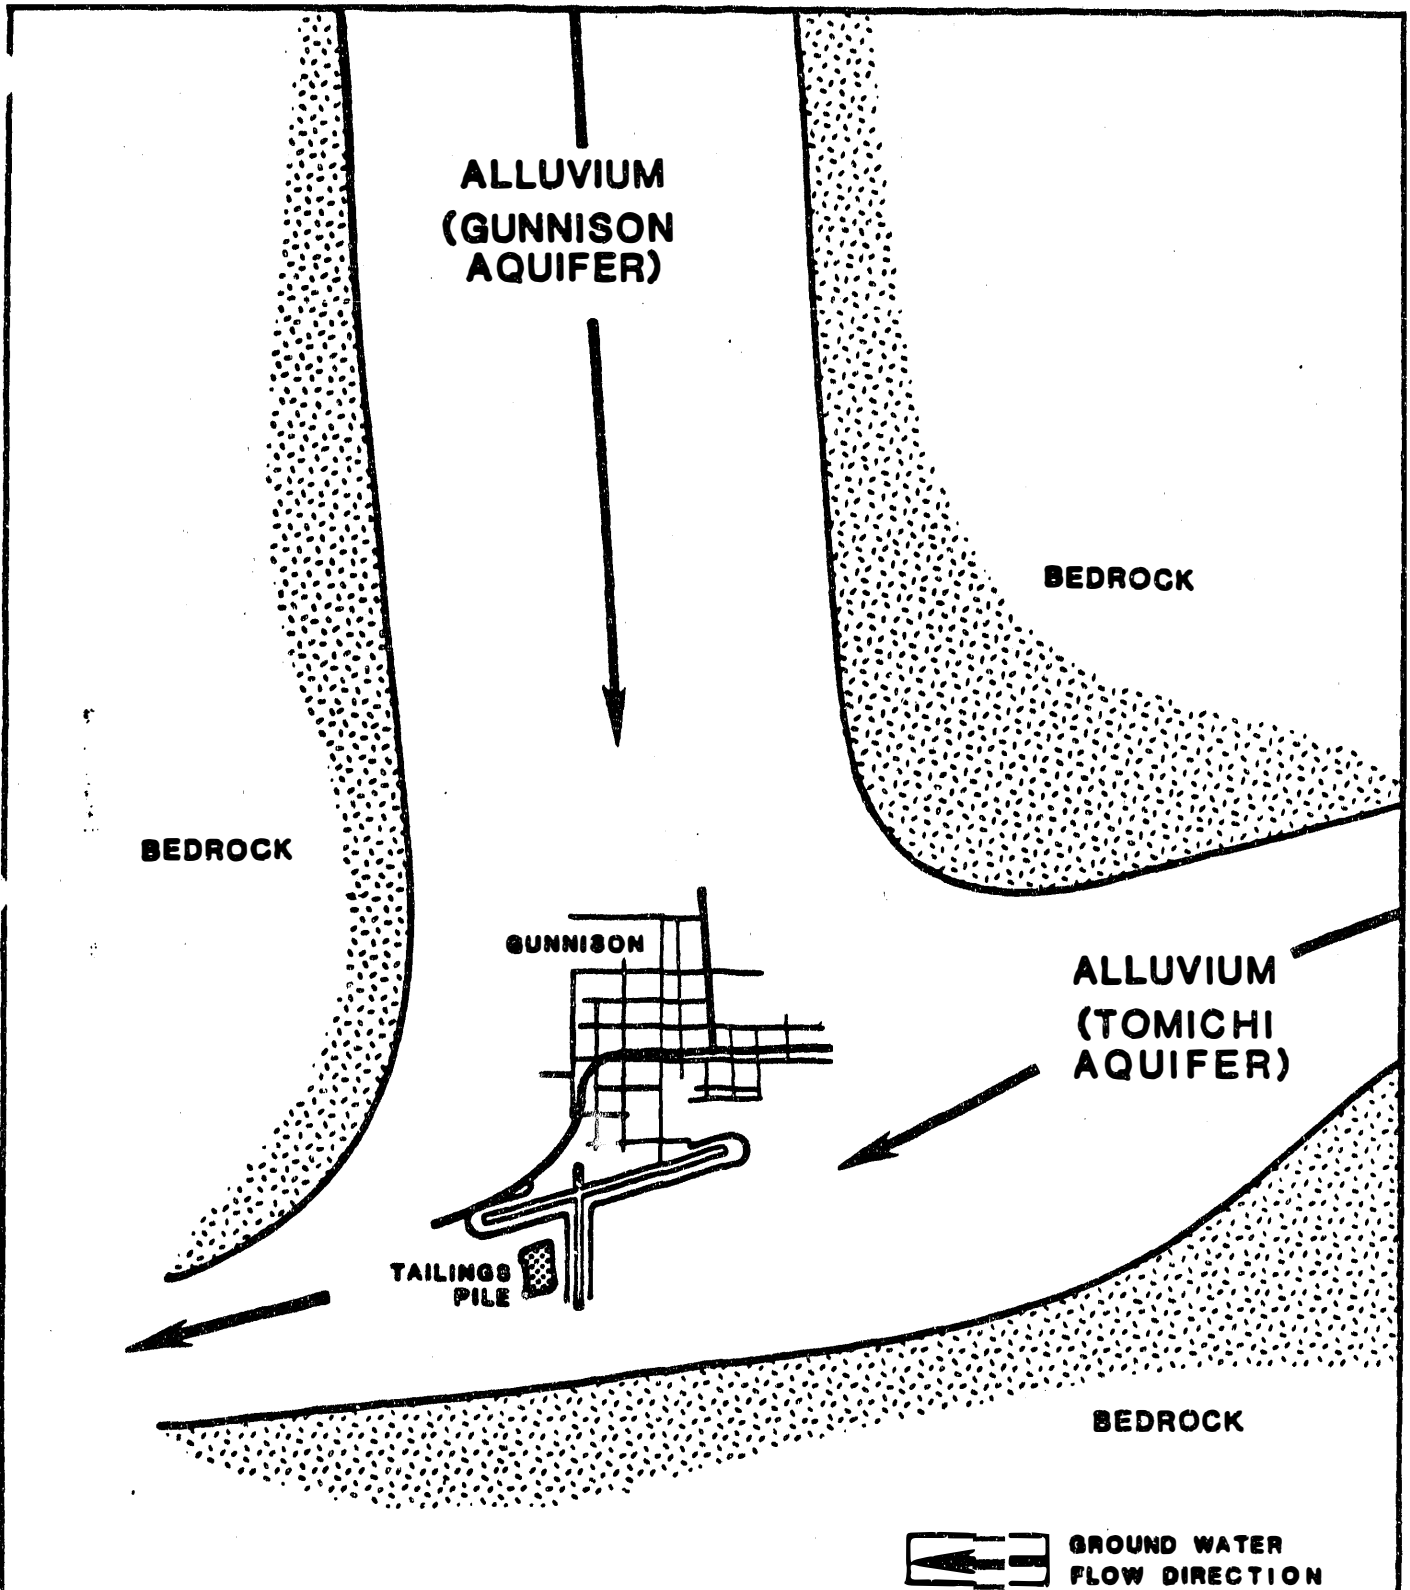 ALLUVIUM
(GUNNISON
AQUIFER)
BEDROCK
BEDROCK
GUNNISON
ALLUVIUM
(TOMICHI
AQUIFER)
TAILINGS
PILE
BEDROCK
GROUND WATER
FLOW DIRECTION